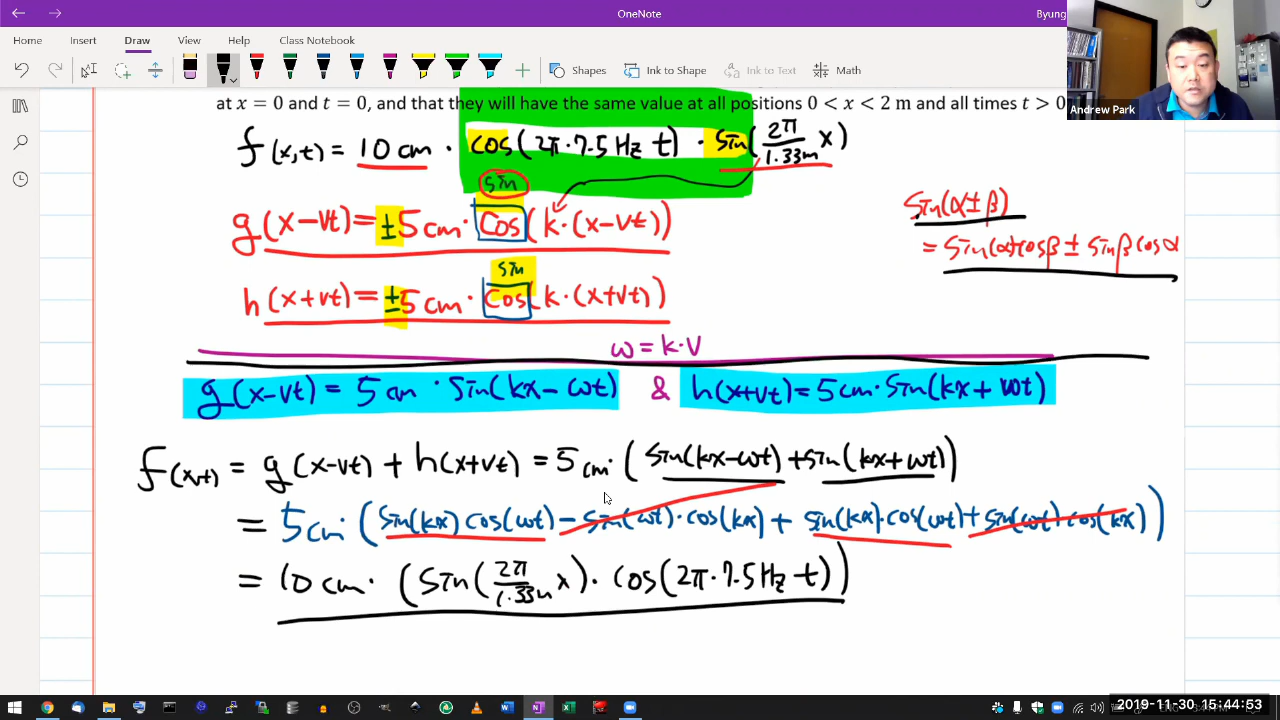 OneNote
Byung
Home Insert Draw View Help Class Notebook
Shapes Ink to Shape Ink to Text Math
at x = 0 and t = 0, and that they will have the same value at all positions 0 < x < 2 m and all times t > 0
Andrew Park
f(x,t) = 10 cm · cos(2π·7.5 Hz t) · sin(2π/1.33m x)
sin
g(x-vt) = ±5 cm · cos(k·(x-vt))
sin(α±β)
= sin(α)cosβ ± sinβ cosα
sin
h(x+vt) = ±5 cm · cos(k·(x+vt))
ω = k·v
g(x-vt) = 5 cm · sin(kx-ωt) & h(x+vt) = 5 cm · sin(kx+ωt)
f(x,t) = g(x-vt) + h(x+vt) = 5 cm · (sin(kx-ωt) + sin(kx+ωt))
= 5 cm · (sin(kx) cos(ωt) - sin(ωt)·cos(kx) + sin(kx)·cos(ωt) + sin(ωt)·cos(kx))
= 10 cm · (sin(2π/1.33m x) · cos(2π·7.5 Hz t))
2019-11-30 15:44:53